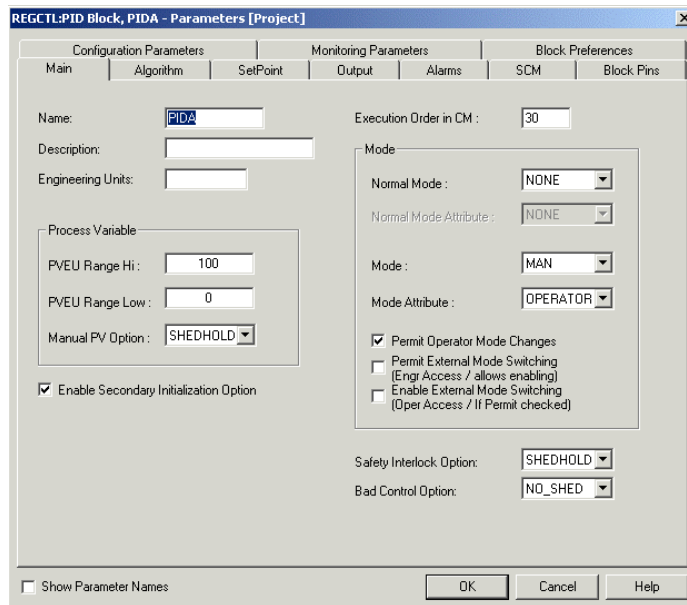 REGCTL:PID Block, PIDA - Parameters [Project]
Configuration Parameters Monitoring Parameters Block Preferences
Main Algorithm SetPoint Output Alarms SCM Block Pins
Name: PIDA
Description:
Engineering Units:
Process Variable
PVEU Range Hi : 100
PVEU Range Low : 0
Manual PV Option : SHEDHOLD
Enable Secondary Initialization Option
Execution Order in CM : 30
Mode
Normal Mode : NONE
Normal Mode Attribute : NONE
Mode : MAN
Mode Attribute : OPERATOR
Permit Operator Mode Changes
Permit External Mode Switching
(Engr Access / allows enabling)
Enable External Mode Switching
(Oper Access / If Permit checked)
Safety Interlock Option: SHEDHOLD
Bad Control Option: NO_SHED
Show Parameter Names
OK Cancel Help